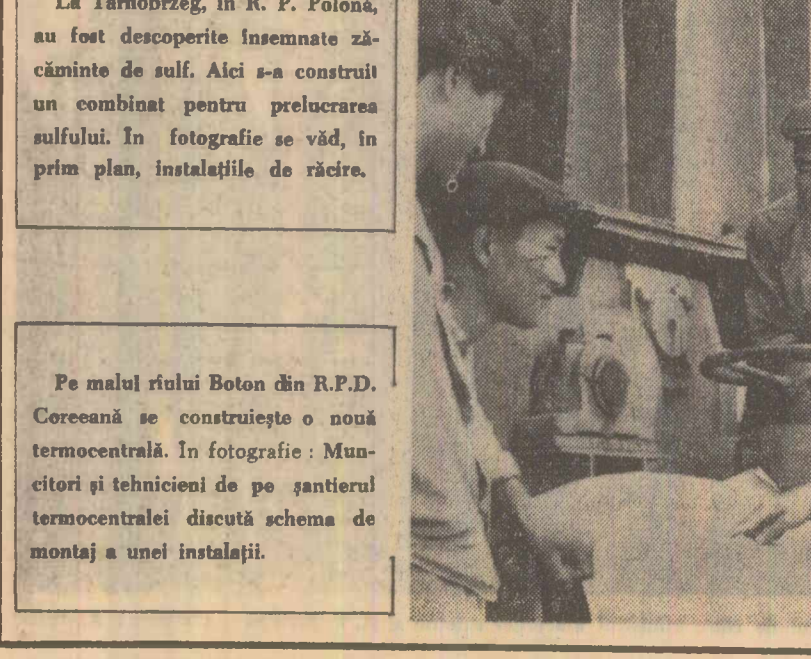 La Tarnobrzeg, în R. P. Polonă,
au fost descoperite însemnate ză-
căminte de sulf. Aici s-a construit
un combinat pentru prelucrarea
sulfului. În fotografie se văd, în
prim plan, instalațiile de răcire.
Pe malul rîului Boton din R.P.D.
Coreeană se construiește o nouă
termocentrală. În fotografie : Mun-
citori și tehnicieni de pe șantierul
termocentralei discută schema de
montaj a unei instalații.